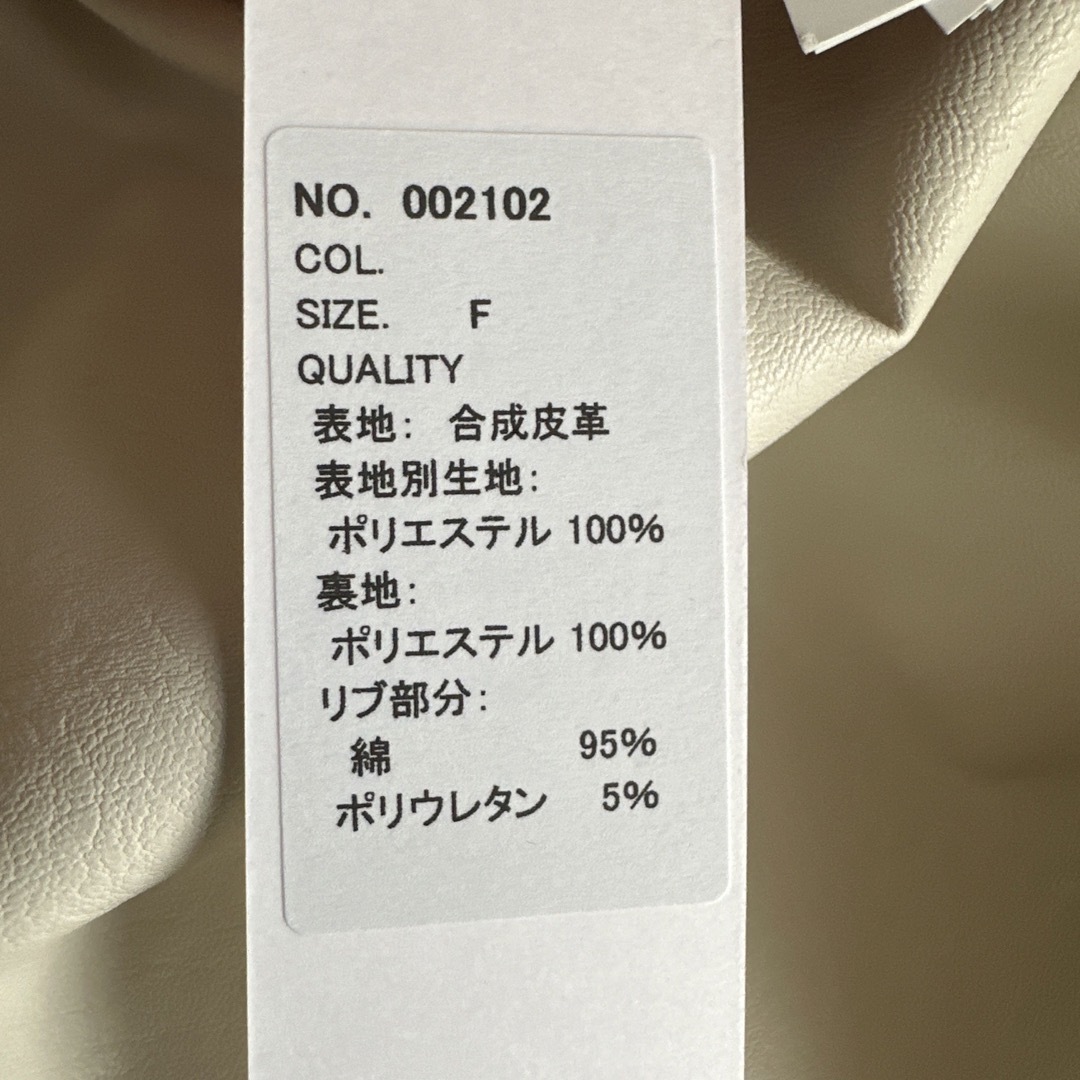 NO. 002102
COL.
SIZE. F
QUALITY
表地: 合成皮革
表地別生地:
ポリエステル 100%
裏地:
ポリエステル 100%
リブ部分:
綿 95%
ポリウレタン 5%